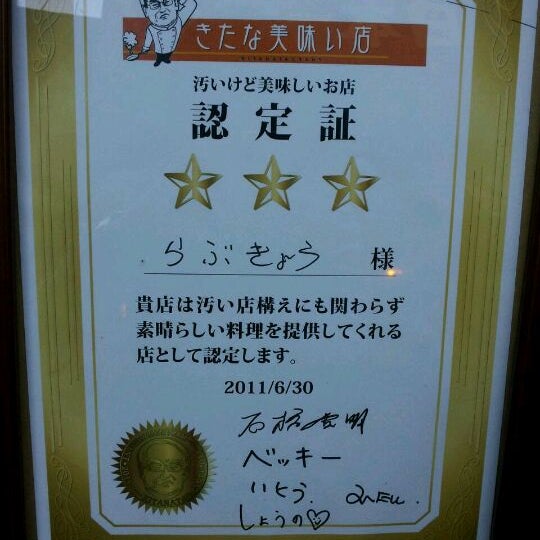 きたな美味い店
汚いけど美味しいお店
認定証
らぶきょう 様
貴店は汚い店構えにも関わらず
素晴らしい料理を提供してくれる
店として認定します。
2011/6/30
石橋貴明
ベッキー
いとう
しょうの♡